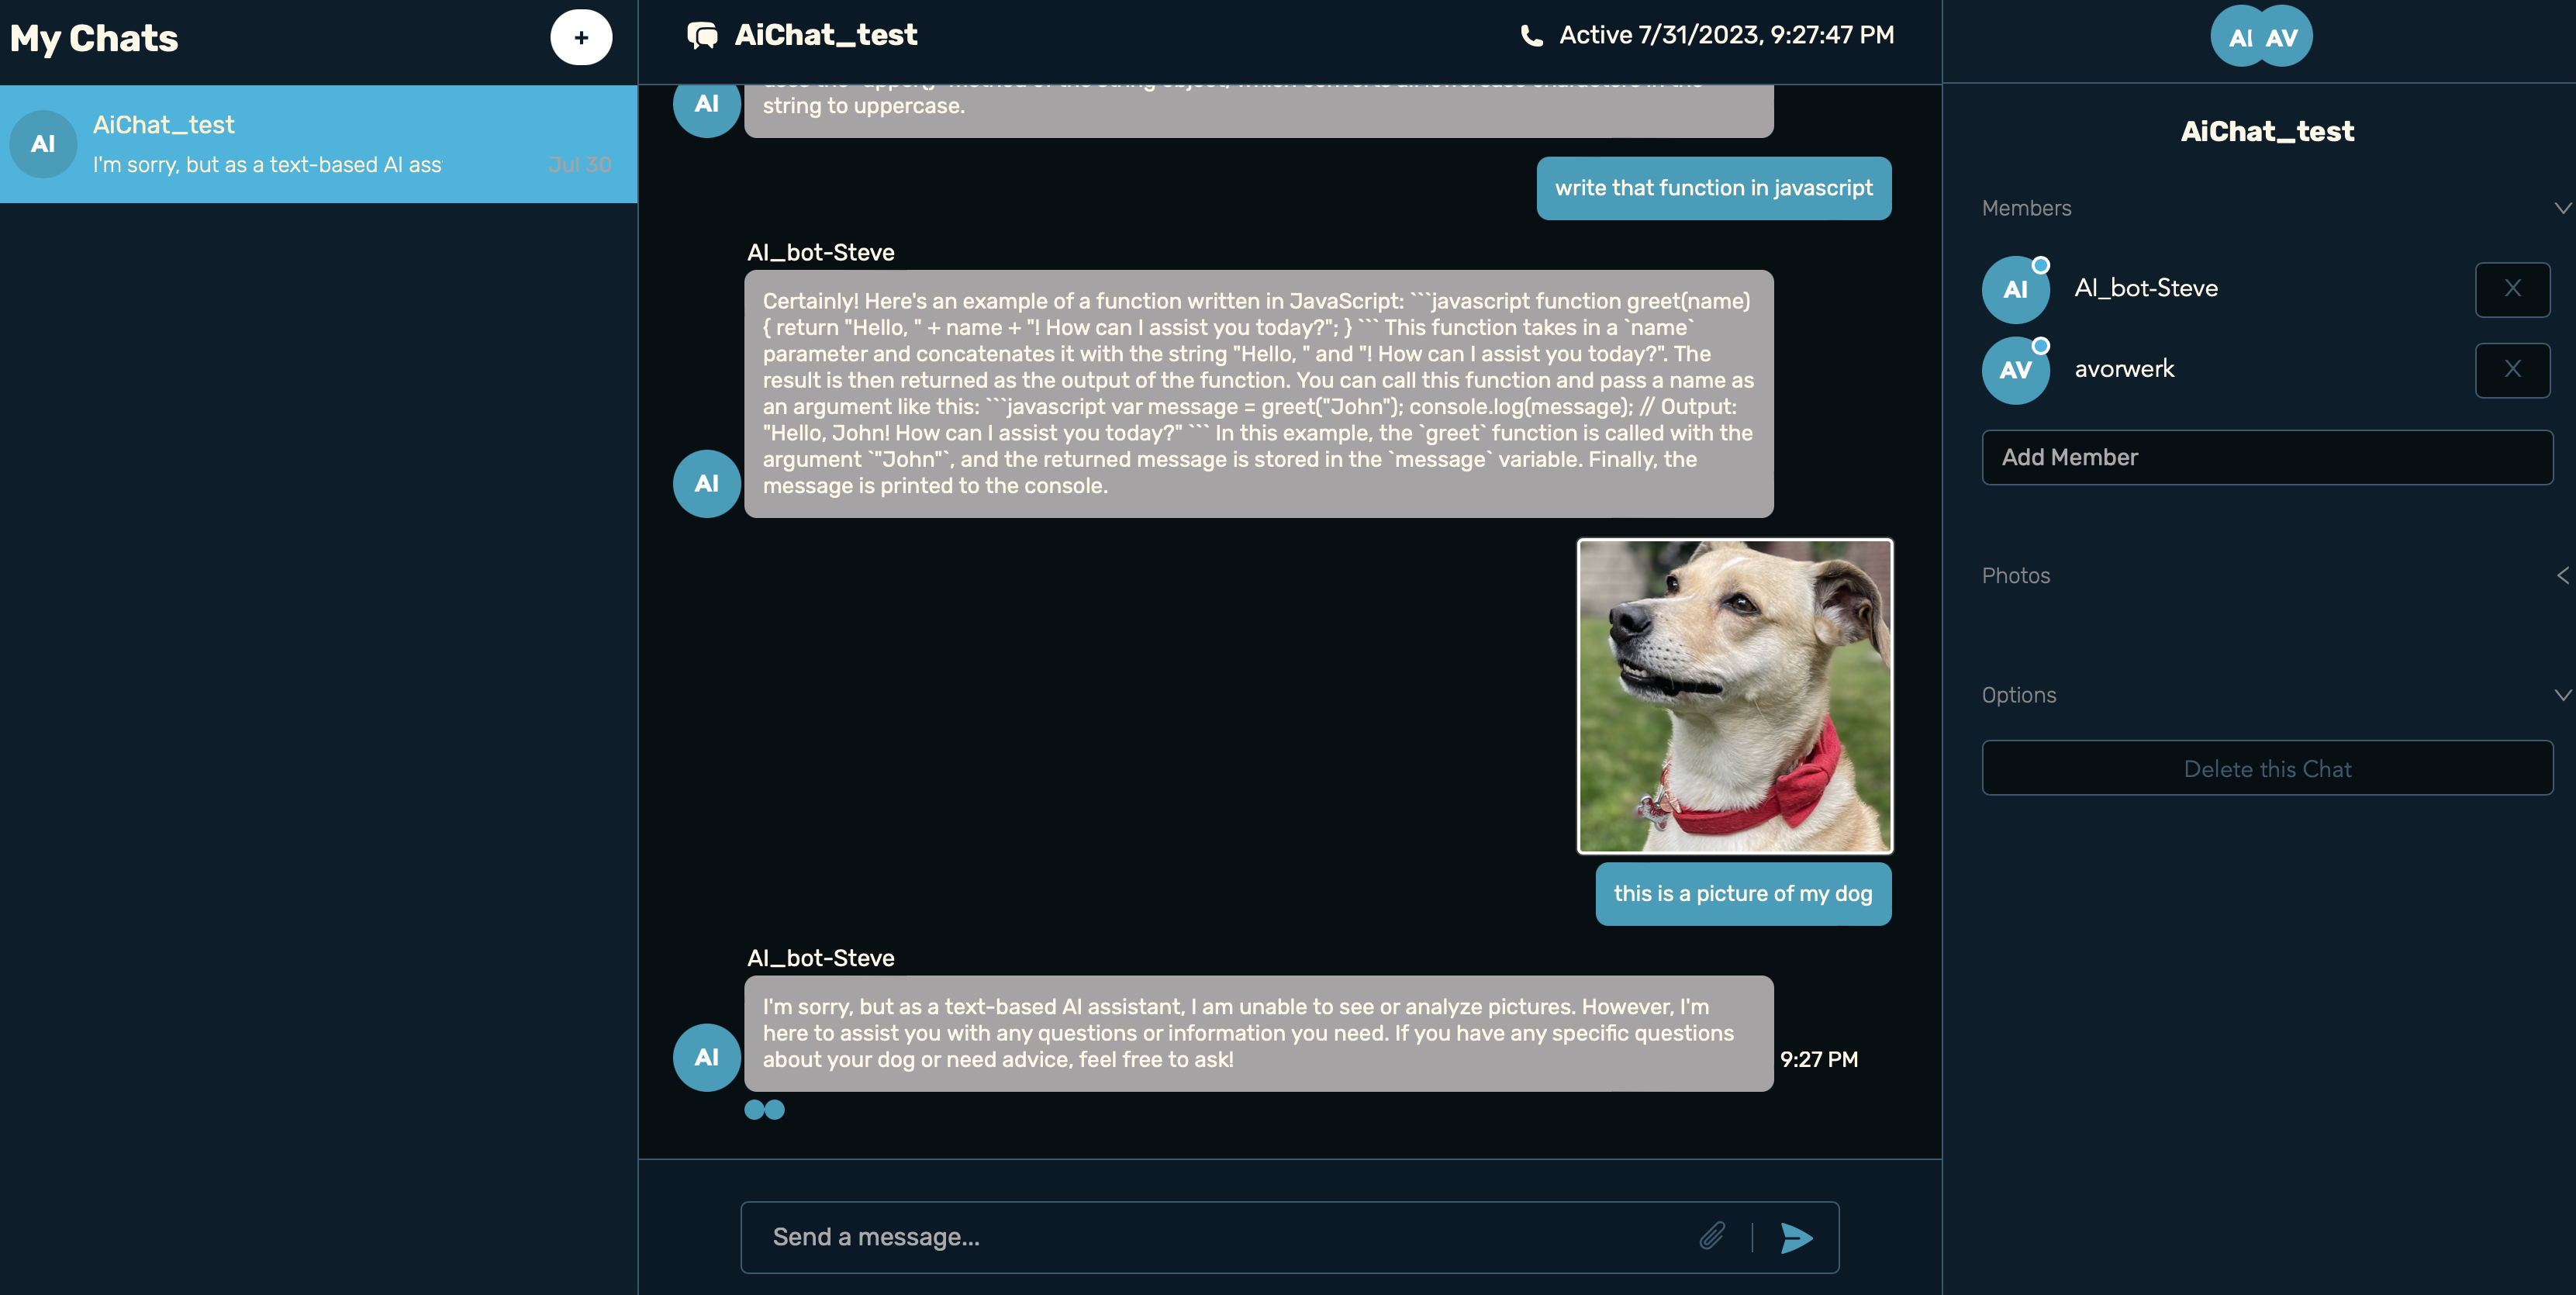 My Chats
+
AI
AiChat_test
I'm sorry, but as a text-based AI ass
Jul 30
AiChat_test
Active 7/31/2023, 9:27:47 PM
AI
string to uppercase.
write that function in javascript
AI_bot-Steve
Certainly! Here's an example of a function written in JavaScript: ```javascript function greet(name)
{ return "Hello, " + name + "! How can I assist you today?"; } ``` This function takes in a `name`
parameter and concatenates it with the string "Hello, " and "! How can I assist you today?". The
result is then returned as the output of the function. You can call this function and pass a name as
an argument like this: ```javascript var message = greet("John"); console.log(message); // Output:
"Hello, John! How can I assist you today?" ``` In this example, the `greet` function is called with the
argument `"John"`, and the returned message is stored in the `message` variable. Finally, the
message is printed to the console.
AI
this is a picture of my dog
AI_bot-Steve
I'm sorry, but as a text-based AI assistant, I am unable to see or analyze pictures. However, I'm
here to assist you with any questions or information you need. If you have any specific questions
about your dog or need advice, feel free to ask!
AI
9:27 PM
Send a message...
AI AV
AiChat_test
Members
AI
AI_bot-Steve
X
AV
avorwerk
X
Add Member
Photos
Options
Delete this Chat